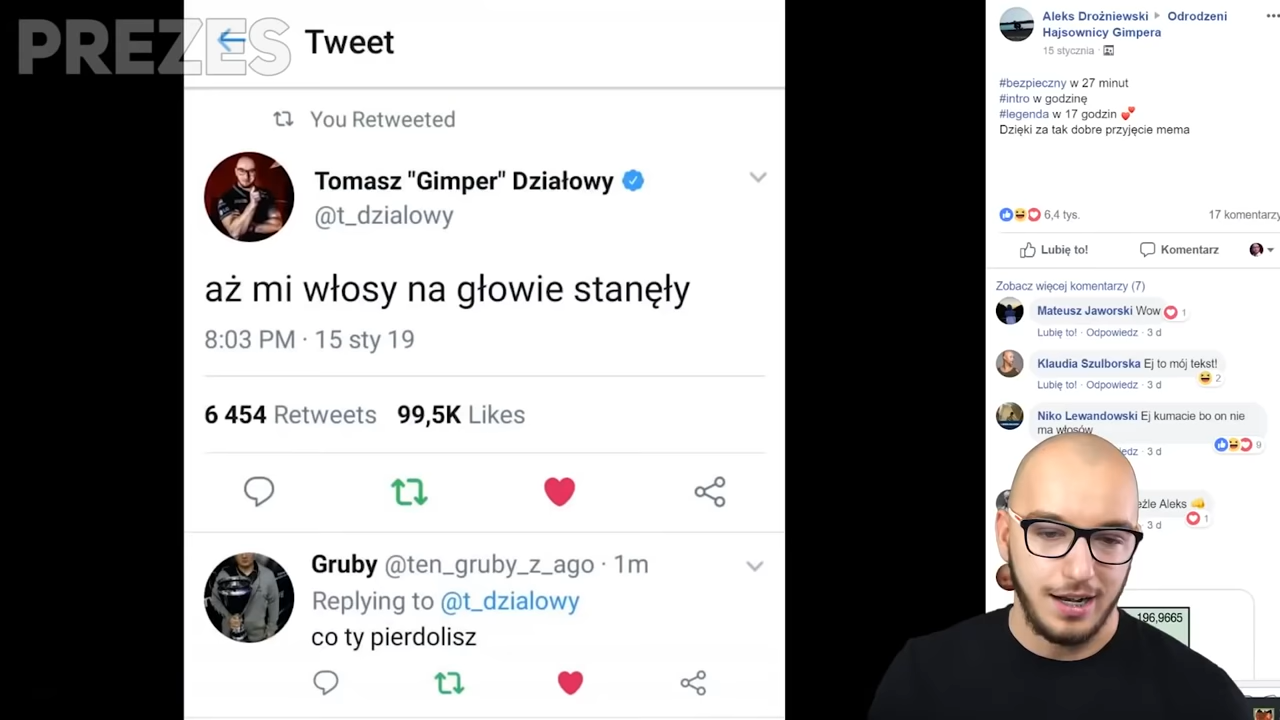 PREZES
Tweet
You Retweeted
Tomasz "Gimper" Działowy
@t_dzialowy
aż mi włosy na głowie stanęły
8:03 PM · 15 sty 19
6 454 Retweets 99,5K Likes
Gruby @ten_gruby_z_ago · 1m
Replying to @t_dzialowy
co ty pierdolisz
Aleks Drożniewski ▸ Odrodzeni
Hajsownicy Gimpera
15 stycznia ·
#bezpieczny w 27 minut
#intro w godzinę
#legenda w 17 godzin 💕
Dzięki za tak dobre przyjęcie mema
6,4 tys. 17 komentarzy
Lubię to! Komentarz
Zobacz więcej komentarzy (7)
Mateusz Jaworski Wow 1
Lubię to! · Odpowiedz · 3 d
Klaudia Szulborska Ej to mój tekst!
2
Lubię to! · Odpowiedz · 3 d
Niko Lewandowski Ej kumacie bo on nie
ma włosów
9
3 d
Aleks 👊
1
3 d
196,9665